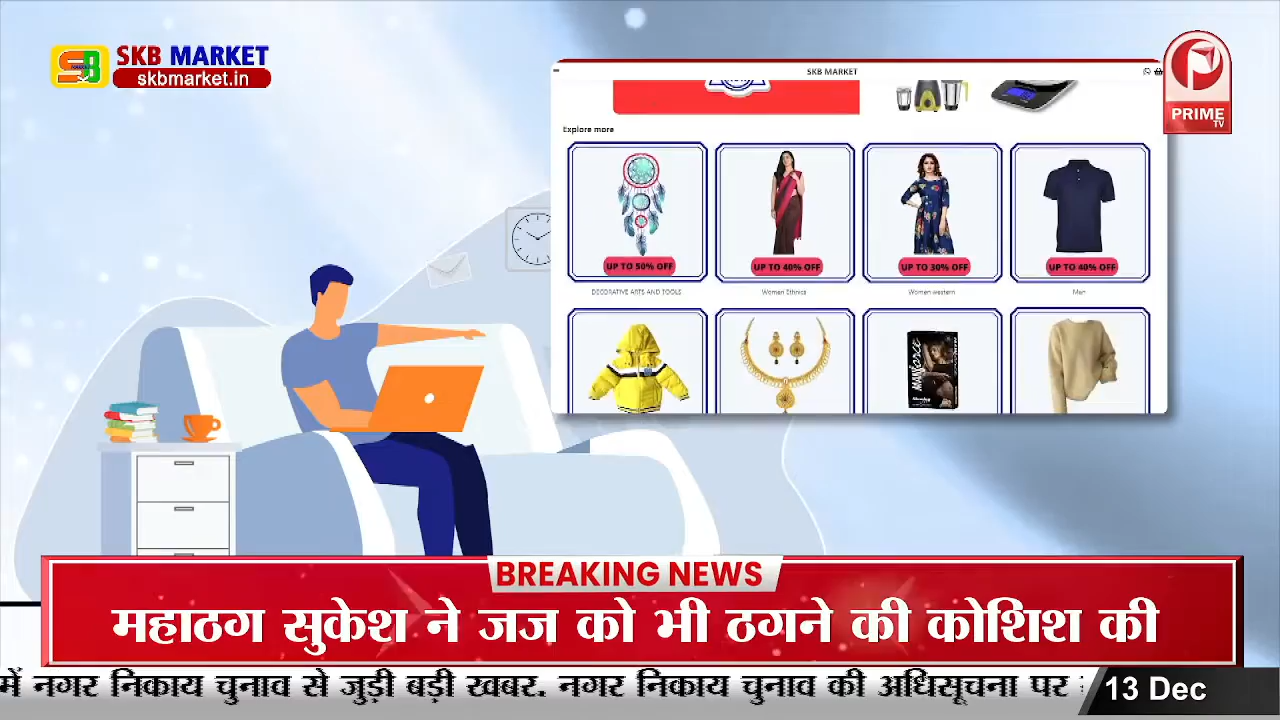 SKB MARKET
skbmarket.in
SKB MARKET
PRIME
TV
Explore more
UP TO 50% OFF
UP TO 40% OFF
UP TO 30% OFF
UP TO 40% OFF
DECORATIVE ARTS AND TOOLS
Women Ethnics
Women western
Man
MANFORCE
BREAKING NEWS
महाठग सुकेश ने जज को भी ठगने की कोशिश की
में नगर निकाय चुनाव से जुड़ी बड़ी खबर. नगर निकाय चुनाव की अधिसूचना पर
13 Dec